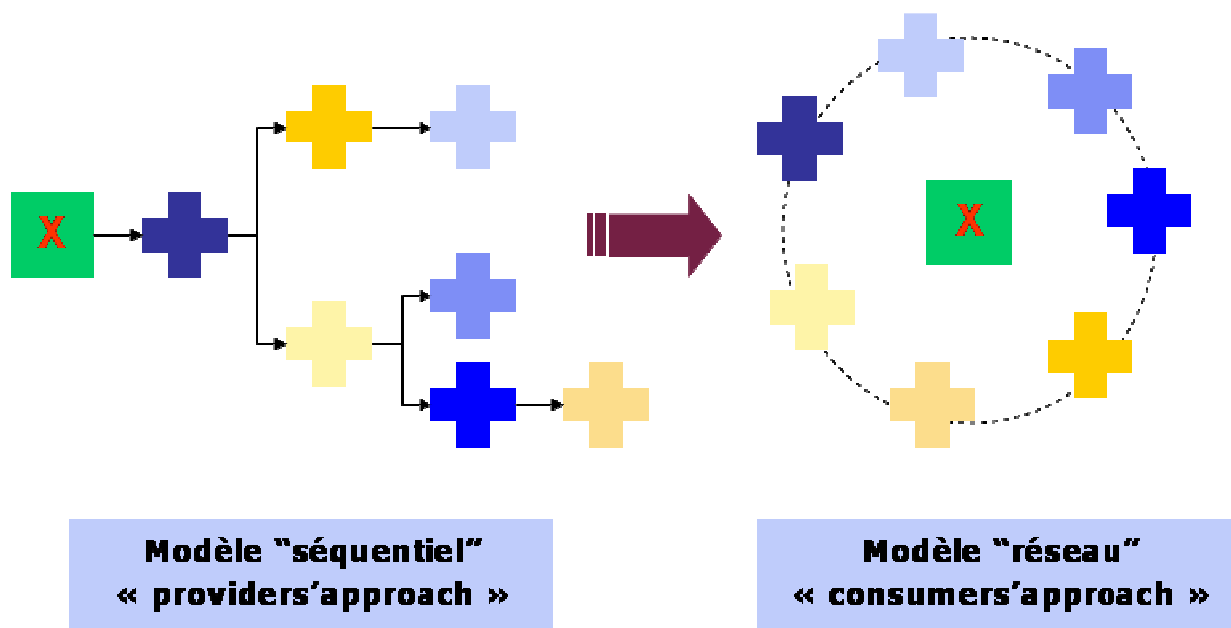 X
X
Modèle "séquentiel"
« providers'approach »
Modèle "réseau"
« consumers'approach »